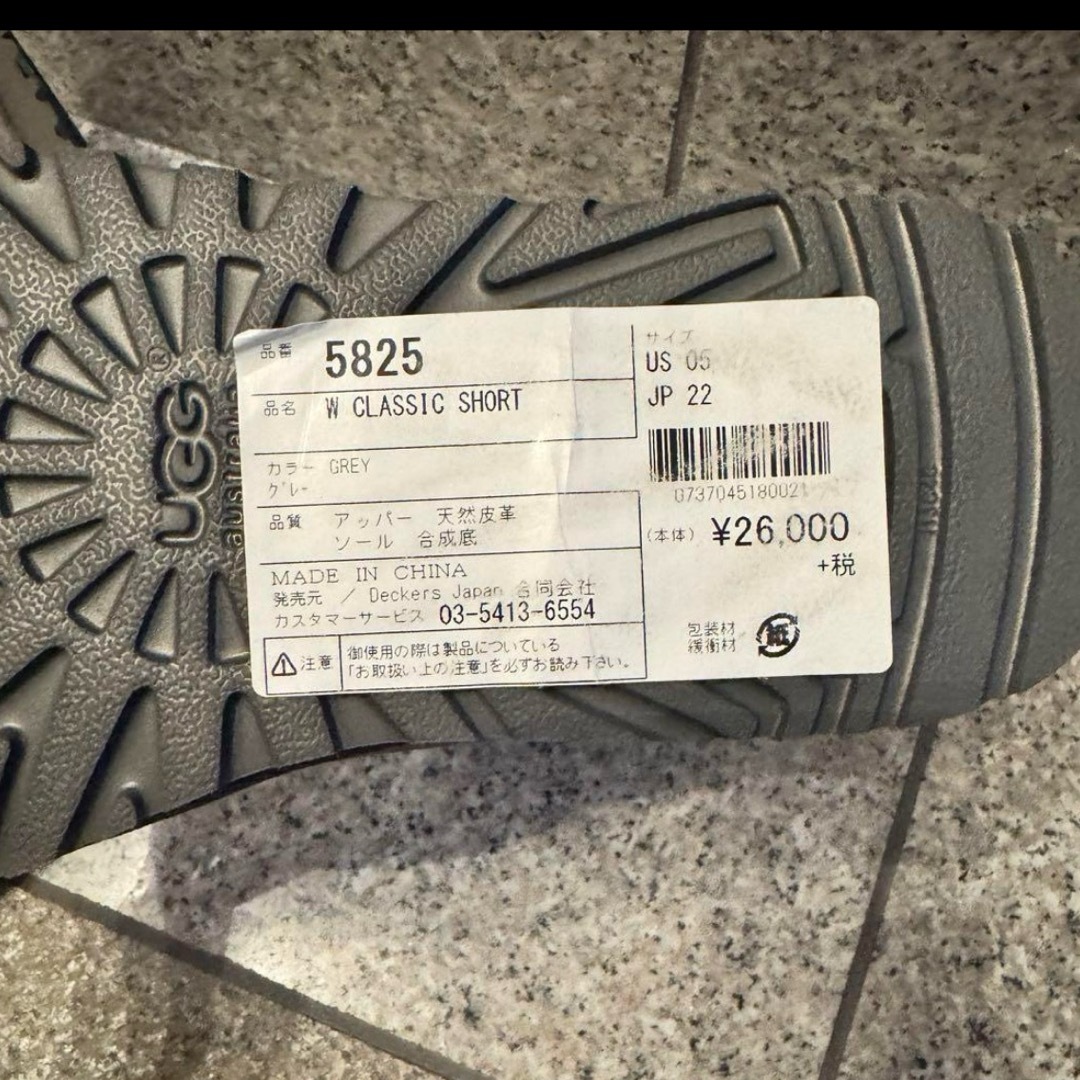 UGG
®
australia
品番 5825
品名 W CLASSIC SHORT
カラー GREY
グレー
品質 アッパー 天然皮革
ソール 合成底
MADE IN CHINA
発売元 / Deckers Japan 合同会社
カスタマーサービス 03-5413-6554
注意
御使用の際は製品についている
「お取扱い上の注意」を必ずお読み下さい。
サイズ
US 05
JP 22
(本体) ¥26,000
+税
包装材
緩衝材
紙